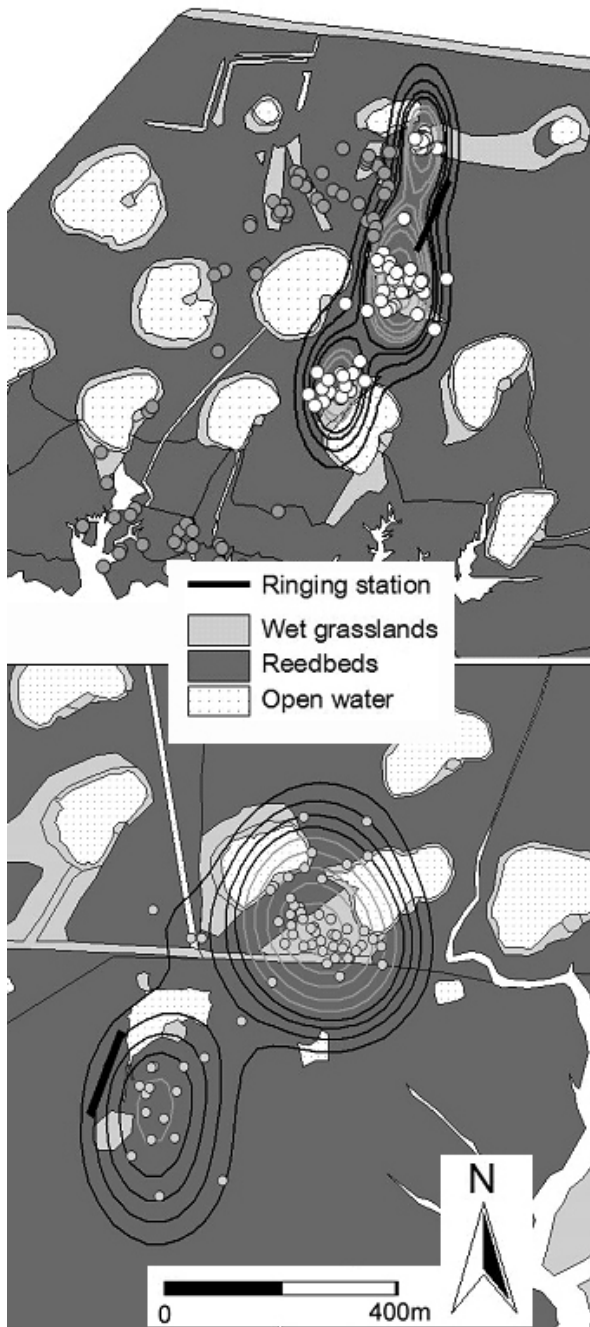 Ringing station
Wet grasslands
Reedbeds
Open water
N
0 400m